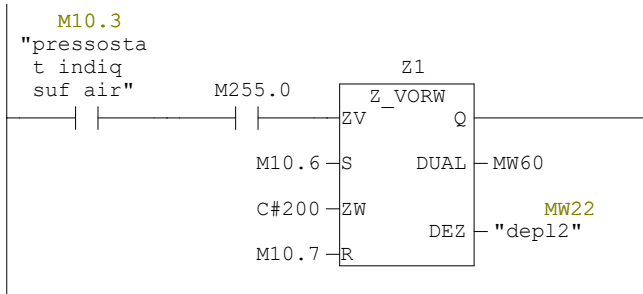 M10.3
"pressosta
t indiq
suf air"
M255.0
Z1
Z_VORW
ZV
Q
M10.6
S
DUAL
MW60
C#200
ZW
MW22
DEZ
"depl2"
M10.7
R